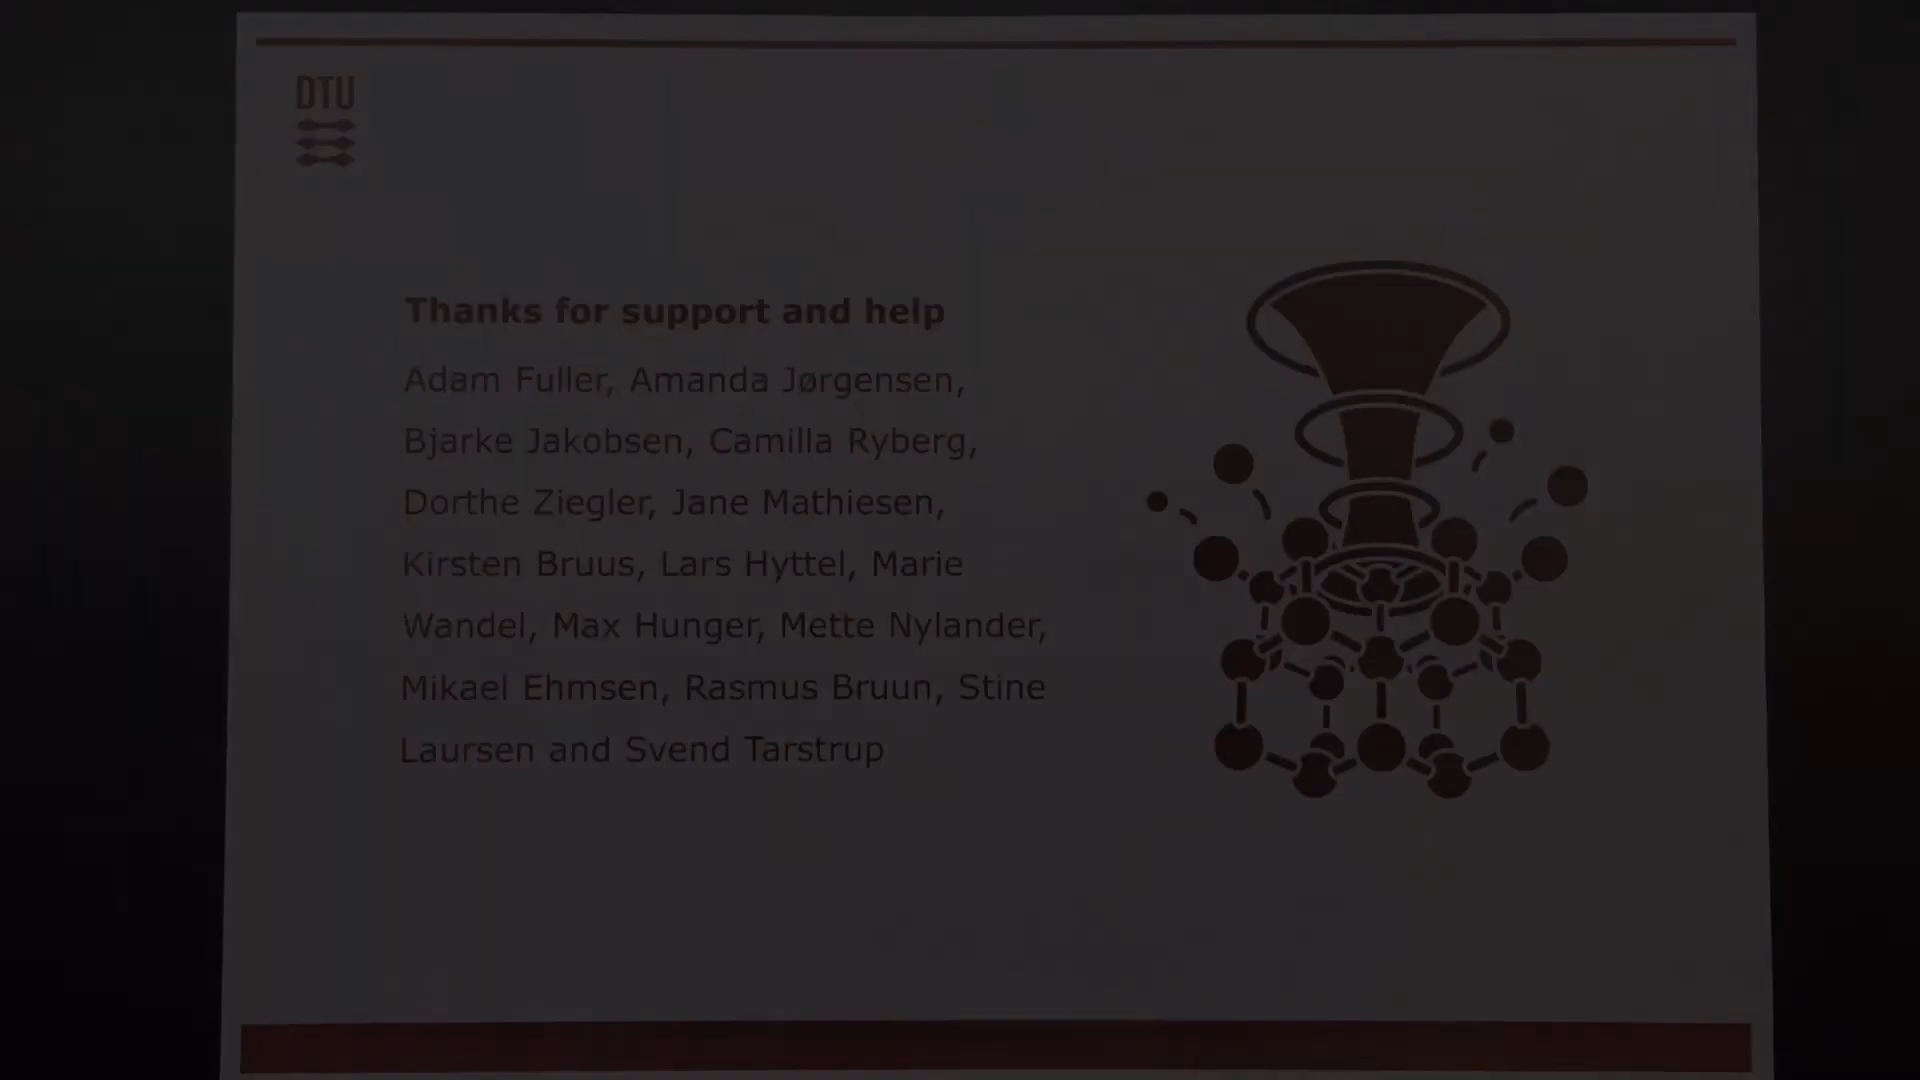 DTU
Thanks for support and help
Adam Fuller, Amanda Jørgensen,
Bjarke Jakobsen, Camilla Ryberg,
Dorthe Ziegler, Jane Mathiesen,
Kirsten Bruus, Lars Hyttel, Marie
Wandel, Max Hunger, Mette Nylander,
Mikael Ehmsen, Rasmus Bruun, Stine
Laursen and Svend Tarstrup